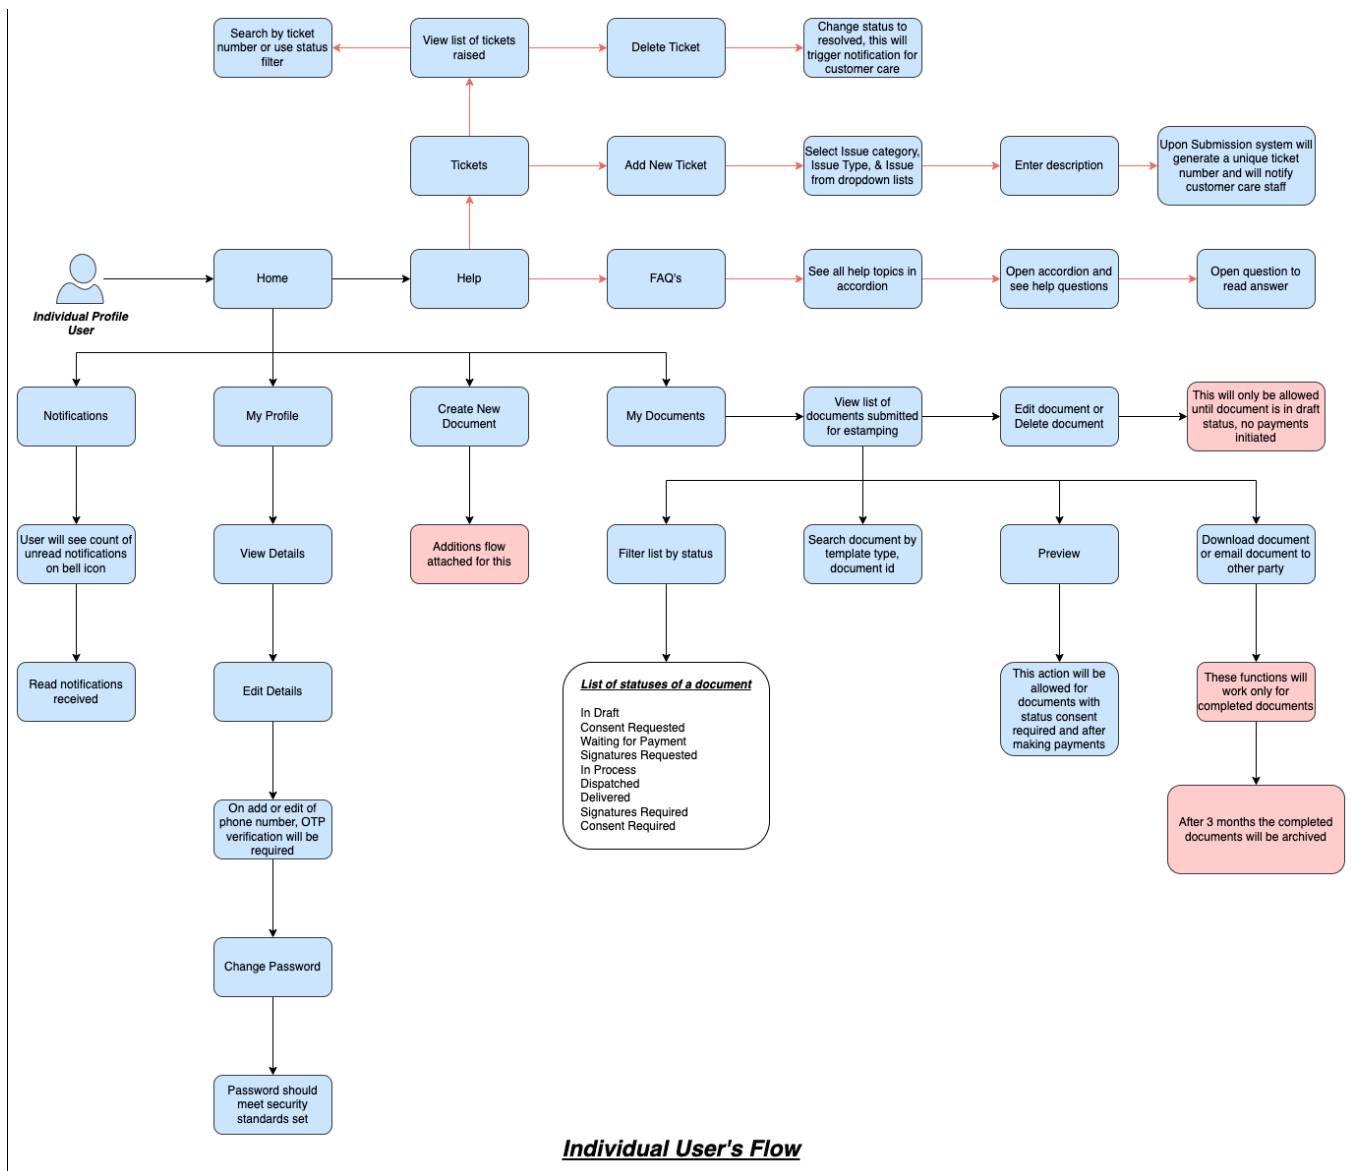 Search by ticket
number or use status
filter
View list of tickets
raised
Delete Ticket
Change status to
resolved, this will
trigger notification for
customer care
Tickets
Add New Ticket
Select Issue category,
Issue Type, & Issue
from dropdown lists
Enter description
Upon Submission system will
generate a unique ticket
number and will notify
customer care staff
Individual Profile
User
Home
Help
FAQ's
See all help topics in
accordion
Open accordion and
see help questions
Open question to
read answer
Notifications
My Profile
Create New
Document
My Documents
View list of
documents submitted
for estamping
Edit document or
Delete document
This will only be allowed
until document is in draft
status, no payments
initiated
User will see count of
unread notifications
on bell icon
View Details
Additions flow
attached for this
Filter list by status
Search document by
template type,
document id
Preview
Download document
or email document to
other party
Read notifications
received
Edit Details
List of statuses of a document
In Draft
Consent Requested
Waiting for Payment
Signatures Requested
In Process
Dispatched
Delivered
Signatures Required
Consent Required
This action will be
allowed for
documents with
status consent
required and after
making payments
These functions will
work only for
completed documents
On add or edit of
phone number, OTP
verification will be
required
After 3 months the completed
documents will be archived
Change Password
Password should
meet security
standards set
Individual User's Flow